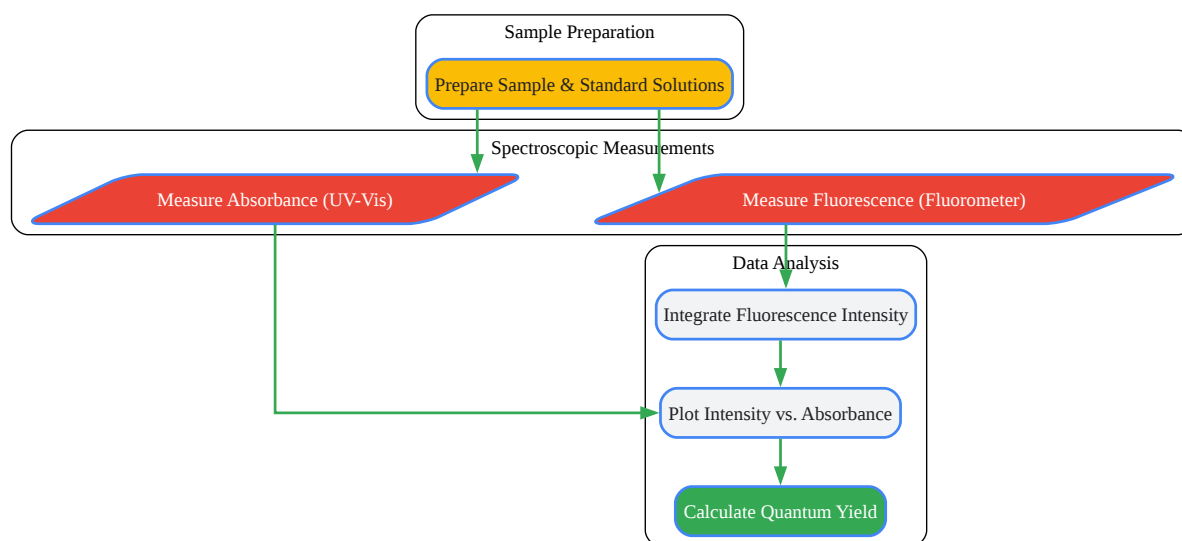 Sample Preparation
Prepare Sample & Standard Solutions
Spectroscopic Measurements
Measure Absorbance (UV-Vis)
Measure Fluorescence (Fluorometer)
Data Analysis
Integrate Fluorescence Intensity
Plot Intensity vs. Absorbance
Calculate Quantum Yield